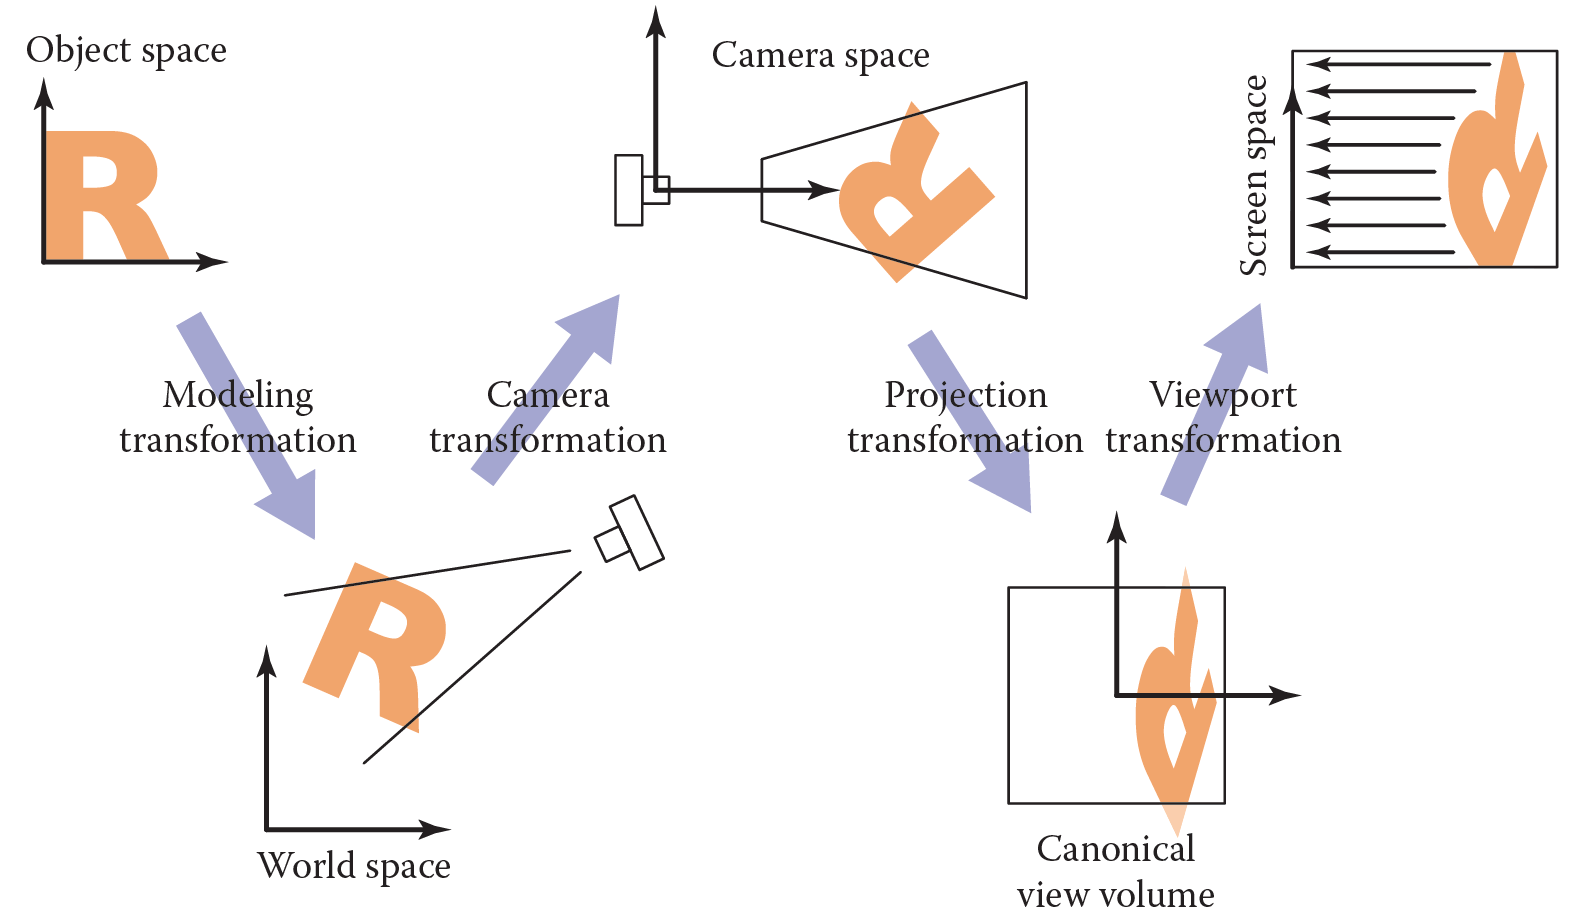 Object space
Camera space
Screen space
Modeling
transformation
Camera
transformation
Projection
transformation
Viewport
transformation
World space
Canonical
view volume
R
R
R
R
R